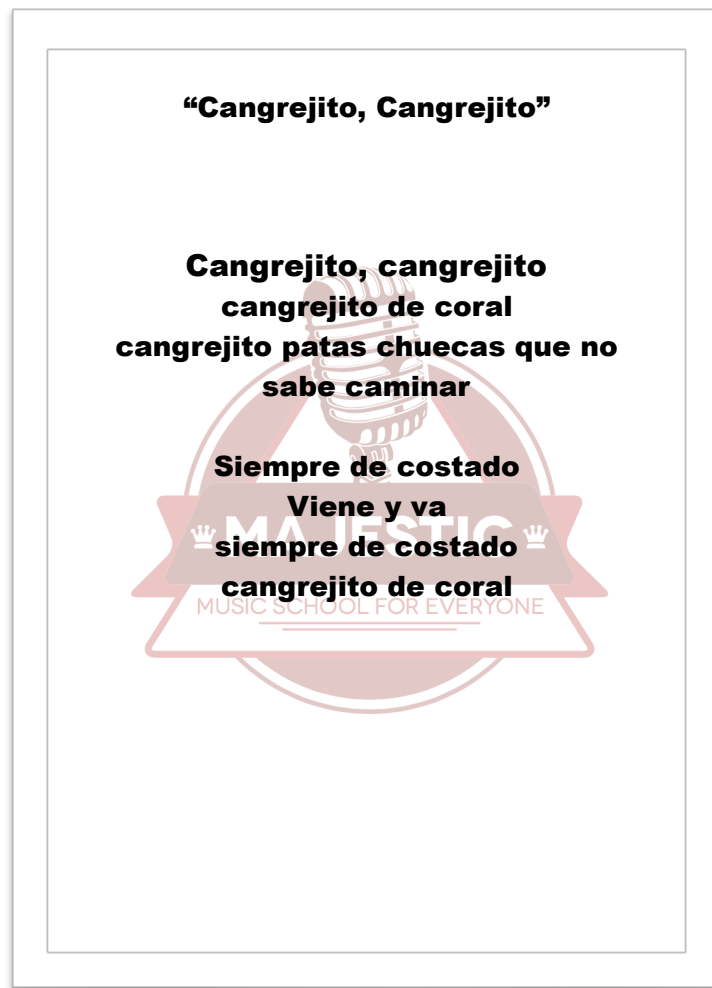 “Cangrejito, Cangrejito”
Cangrejito, cangrejito
cangrejito de coral
cangrejito patas chuecas que no
sabe caminar
Siempre de costado
Viene y va
siempre de costado
cangrejito de coral
MAJESTIC
MUSIC SCHOOL FOR EVERYONE